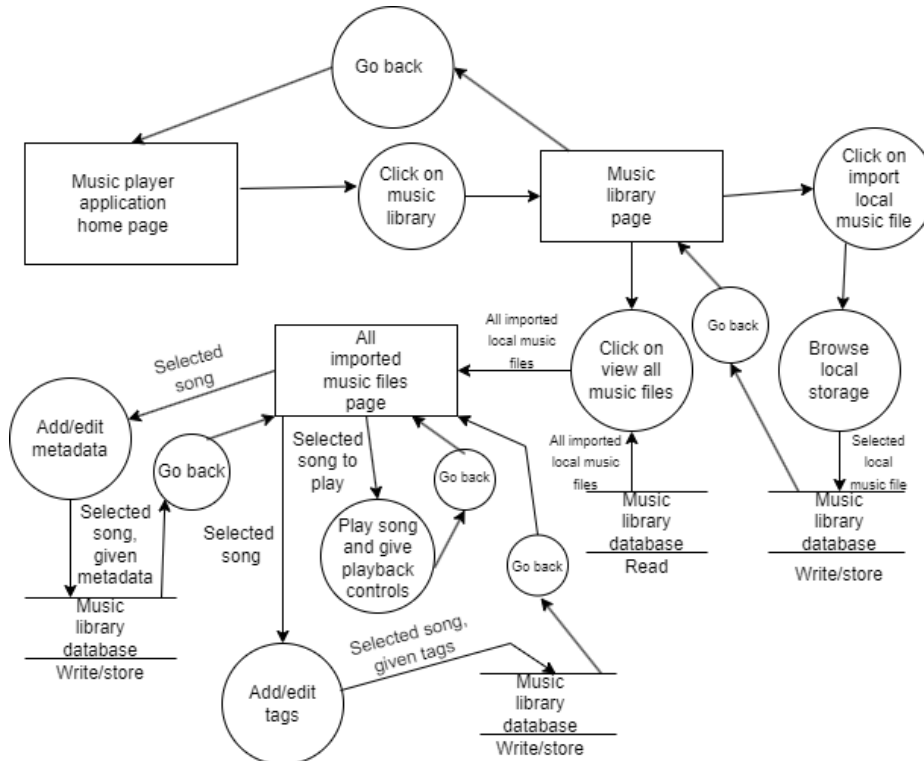 Go back
Music player
application
home page
Click on
music
library
Music
library
page
Click on
import
local
music file
All imported
local music
files
Click on
view all
music files
Go back
Browse
local
storage
All
imported
music files
page
Selected
song
Add/edit
metadata
Go back
Selected
song to
play
Go back
All imported
local music
files
Selected
local
music file
Selected
song,
given
metadata
Selected
song
Play song
and give
playback
controls
Go back
Music
library
database
Read
Music
library
database
Write/store
Music
library
database
Write/store
Add/edit
tags
Selected song,
given tags
Music
library
database
Write/store